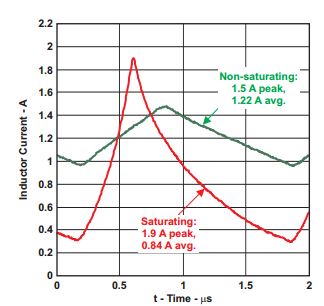 2.2
2
1.8
1.6
1.4
1.2
1
0.8
0.6
0.4
0.2
0
Inductor Current - A
Non-saturating:
1.5 A peak,
1.22 A avg.
Saturating:
1.9 A peak,
0.84 A avg.
0 0.5 1 1.5 2
t - Time - μs